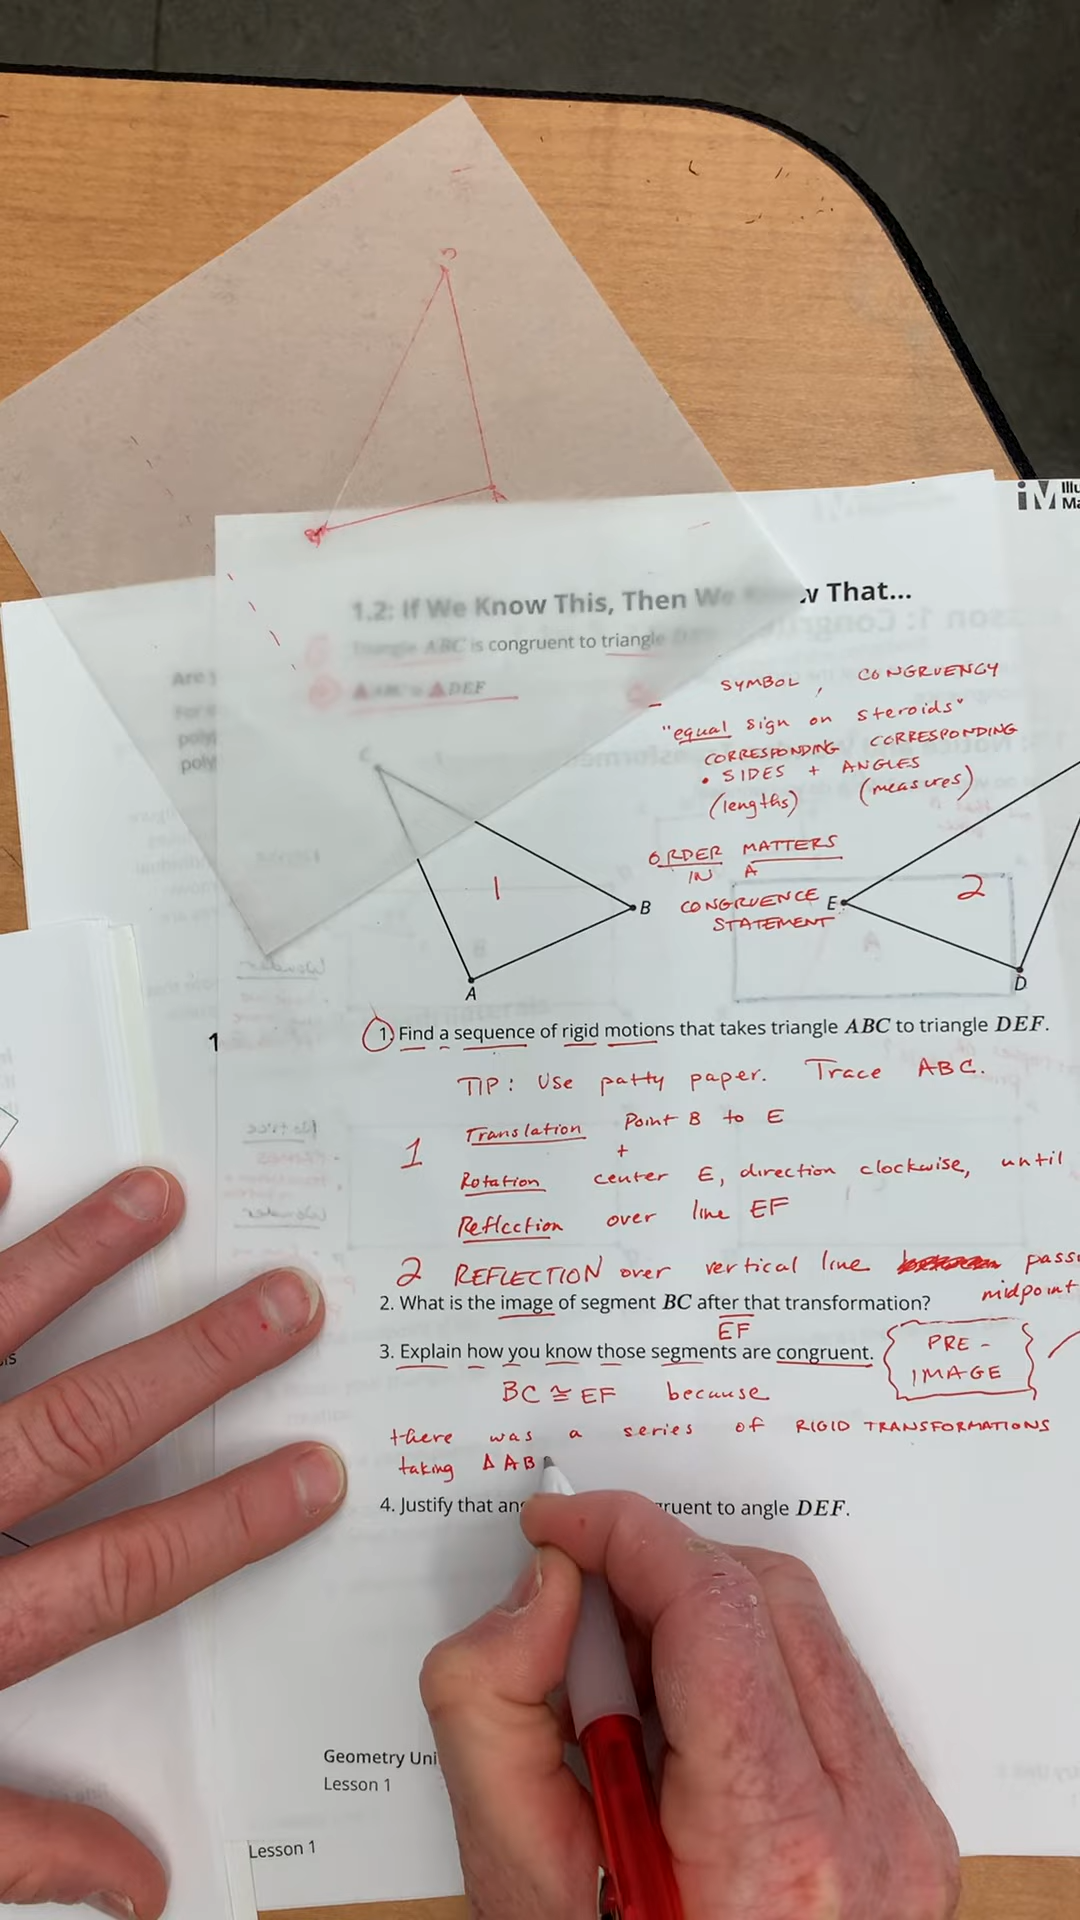 1.2: If We Know This, Then We Know That...
Triangle ABC is congruent to triangle
△DEF
SYMBOL, CONGRUENCY
"equal sign on steroids"
CORRESPONDING CORRESPONDING
• SIDES + ANGLES
(lengths) (measures)
ORDER MATTERS
IN A
CONGRUENCE
STATEMENT
C
1
B
A
E
2
D
1
1. Find a sequence of rigid motions that takes triangle ABC to triangle DEF.
TIP: Use patty paper. Trace ABC.
1
Translation Point B to E
+
Rotation center E, direction clockwise, until
Reflection over line EF
2 REFLECTION over vertical line
midpoint
2. What is the image of segment BC after that transformation?
EF
3. Explain how you know those segments are congruent.
PRE-
IMAGE
BC ≅ EF because
there was a series of RIGID TRANSFORMATIONS
taking △AB
4. Justify that
congruent to angle DEF.
Geometry
Lesson 1
Lesson 1